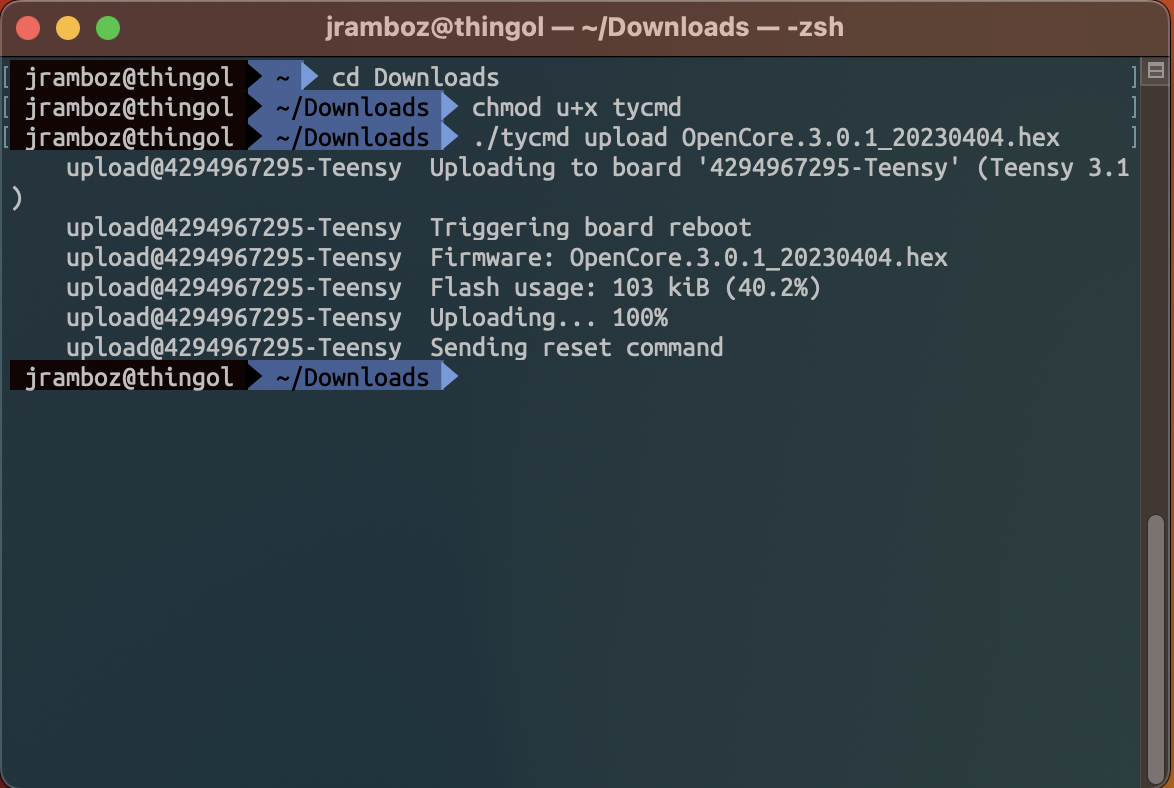 jramboz@thingol — ~/Downloads — -zsh
[ jramboz@thingol ~ cd Downloads ]
[ jramboz@thingol ~/Downloads chmod u+x tycmd ]
[ jramboz@thingol ~/Downloads ./tycmd upload OpenCore.3.0.1_20230404.hex ]
upload@4294967295-Teensy Uploading to board '4294967295-Teensy' (Teensy 3.1
)
upload@4294967295-Teensy Triggering board reboot
upload@4294967295-Teensy Firmware: OpenCore.3.0.1_20230404.hex
upload@4294967295-Teensy Flash usage: 103 kiB (40.2%)
upload@4294967295-Teensy Uploading... 100%
upload@4294967295-Teensy Sending reset command
jramboz@thingol ~/Downloads